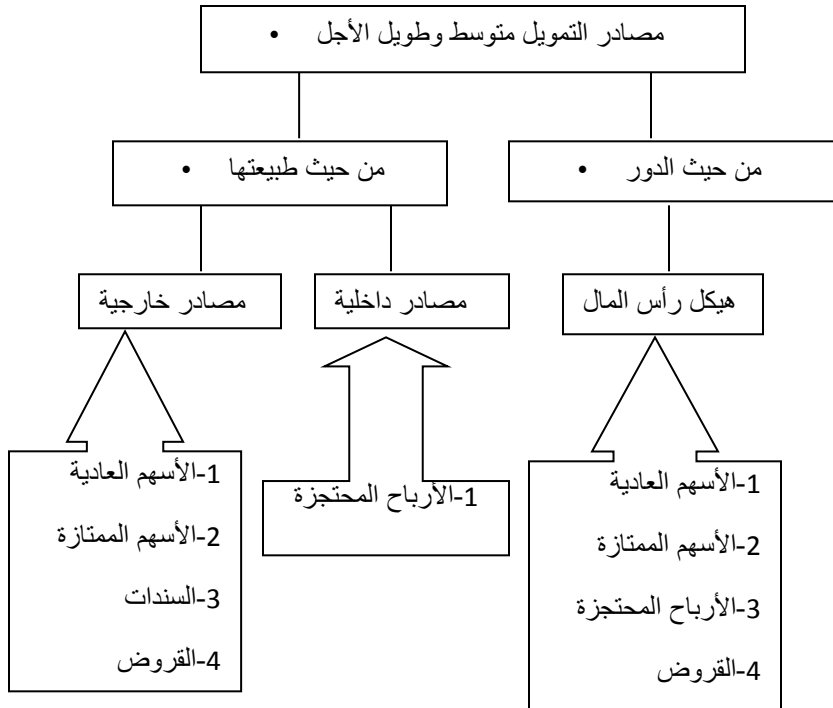 • مصادر التمويل متوسط وطويل الأجل
• من حيث الدور
• من حيث طبيعتها
هيكل رأس المال
مصادر داخلية
مصادر خارجية
1-الأسهم العادية
2-الأسهم الممتازة
3-الأرباح المحتجزة
4-القروض
1-الأرباح المحتجزة
1-الأسهم العادية
2-الأسهم الممتازة
3-السندات
4-القروض